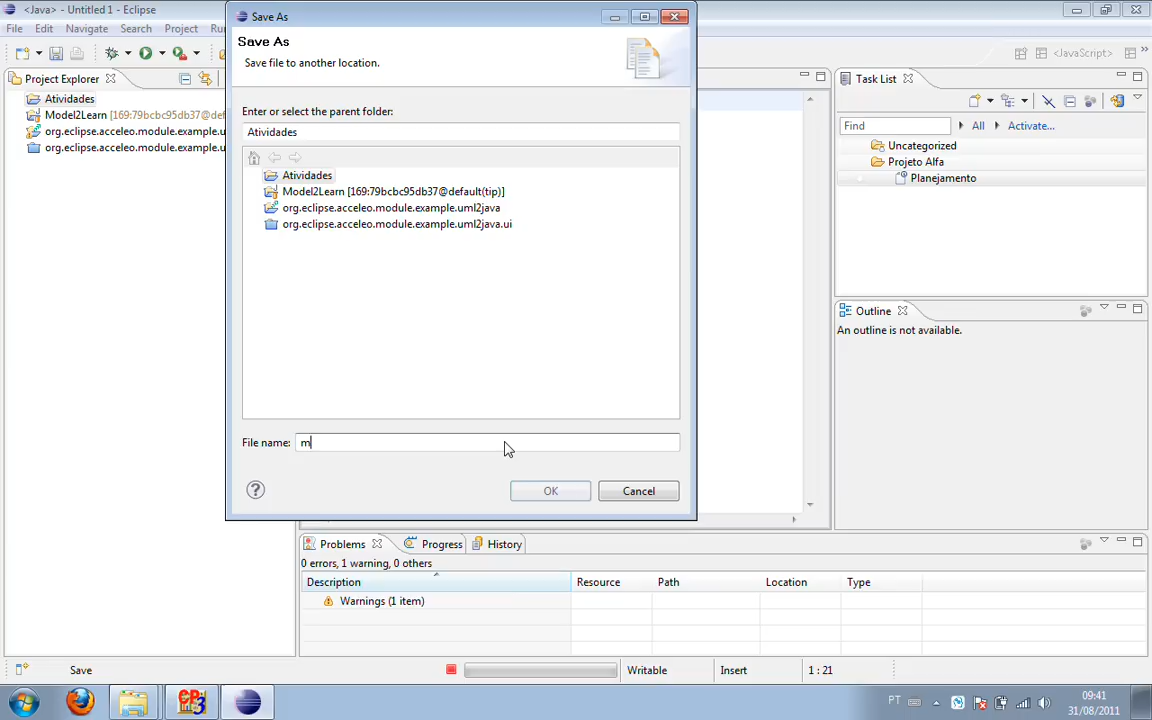 <Java> - Untitled 1 - Eclipse
File Edit Navigate Search Project Ru
<JavaScript>
Project Explorer
Atividades
Model2Learn [169:79bcbc95db37@def
org.eclipse.acceleo.module.example.u
org.eclipse.acceleo.module.example.u
Save As
Save As
Save file to another location.
Enter or select the parent folder:
Atividades
Atividades
Model2Learn [169:79bcbc95db37@default(tip)]
org.eclipse.acceleo.module.example.uml2java
org.eclipse.acceleo.module.example.uml2java.ui
File name: m
OK Cancel
Task List
Find All Activate...
Uncategorized
Projeto Alfa
Planejamento
Outline
An outline is not available.
Problems Progress History
0 errors, 1 warning, 0 others
Description Resource Path Location Type
Warnings (1 item)
Save Writable Insert 1 : 21
PT 09:41
31/08/2011